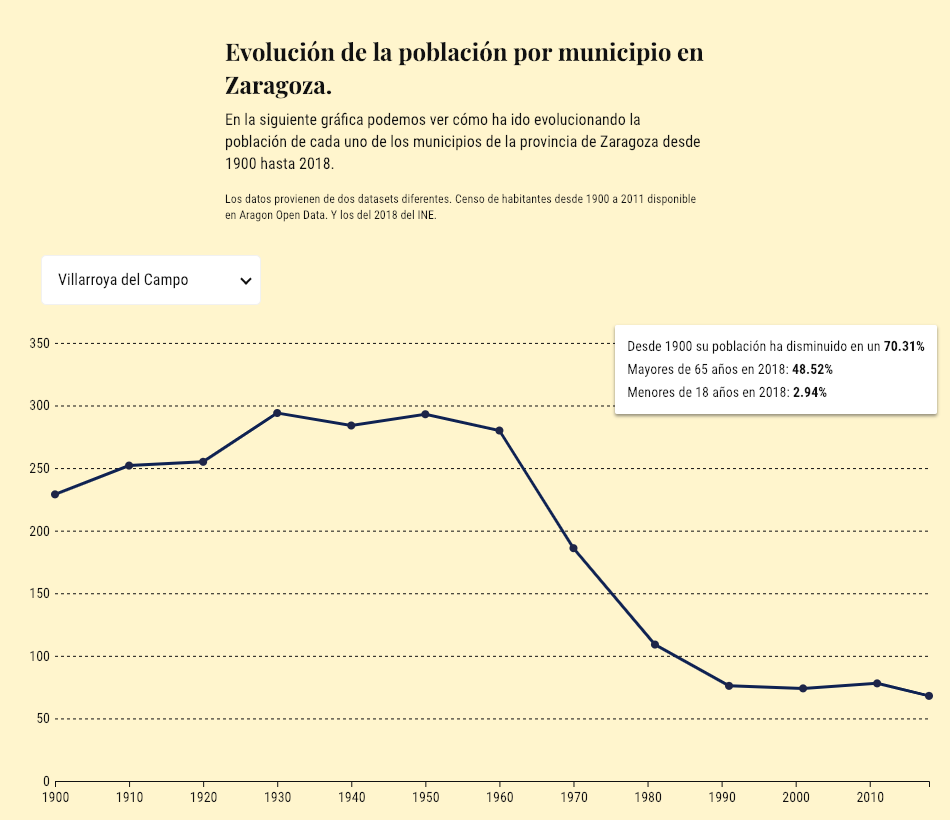 Evolución de la población por municipio en
Zaragoza.
En la siguiente gráfica podemos ver cómo ha ido evolucionando la
población de cada uno de los municipios de la provincia de Zaragoza desde
1900 hasta 2018.
Los datos provienen de dos datasets diferentes. Censo de habitantes desde 1900 a 2011 disponible
en Aragon Open Data. Y los del 2018 del INE.
Villarroya del Campo
Desde 1900 su población ha disminuido en un 70.31%
Mayores de 65 años en 2018: 48.52%
Menores de 18 años en 2018: 2.94%
350
300
250
200
150
100
50
0
1900 1910 1920 1930 1940 1950 1960 1970 1980 1990 2000 2010